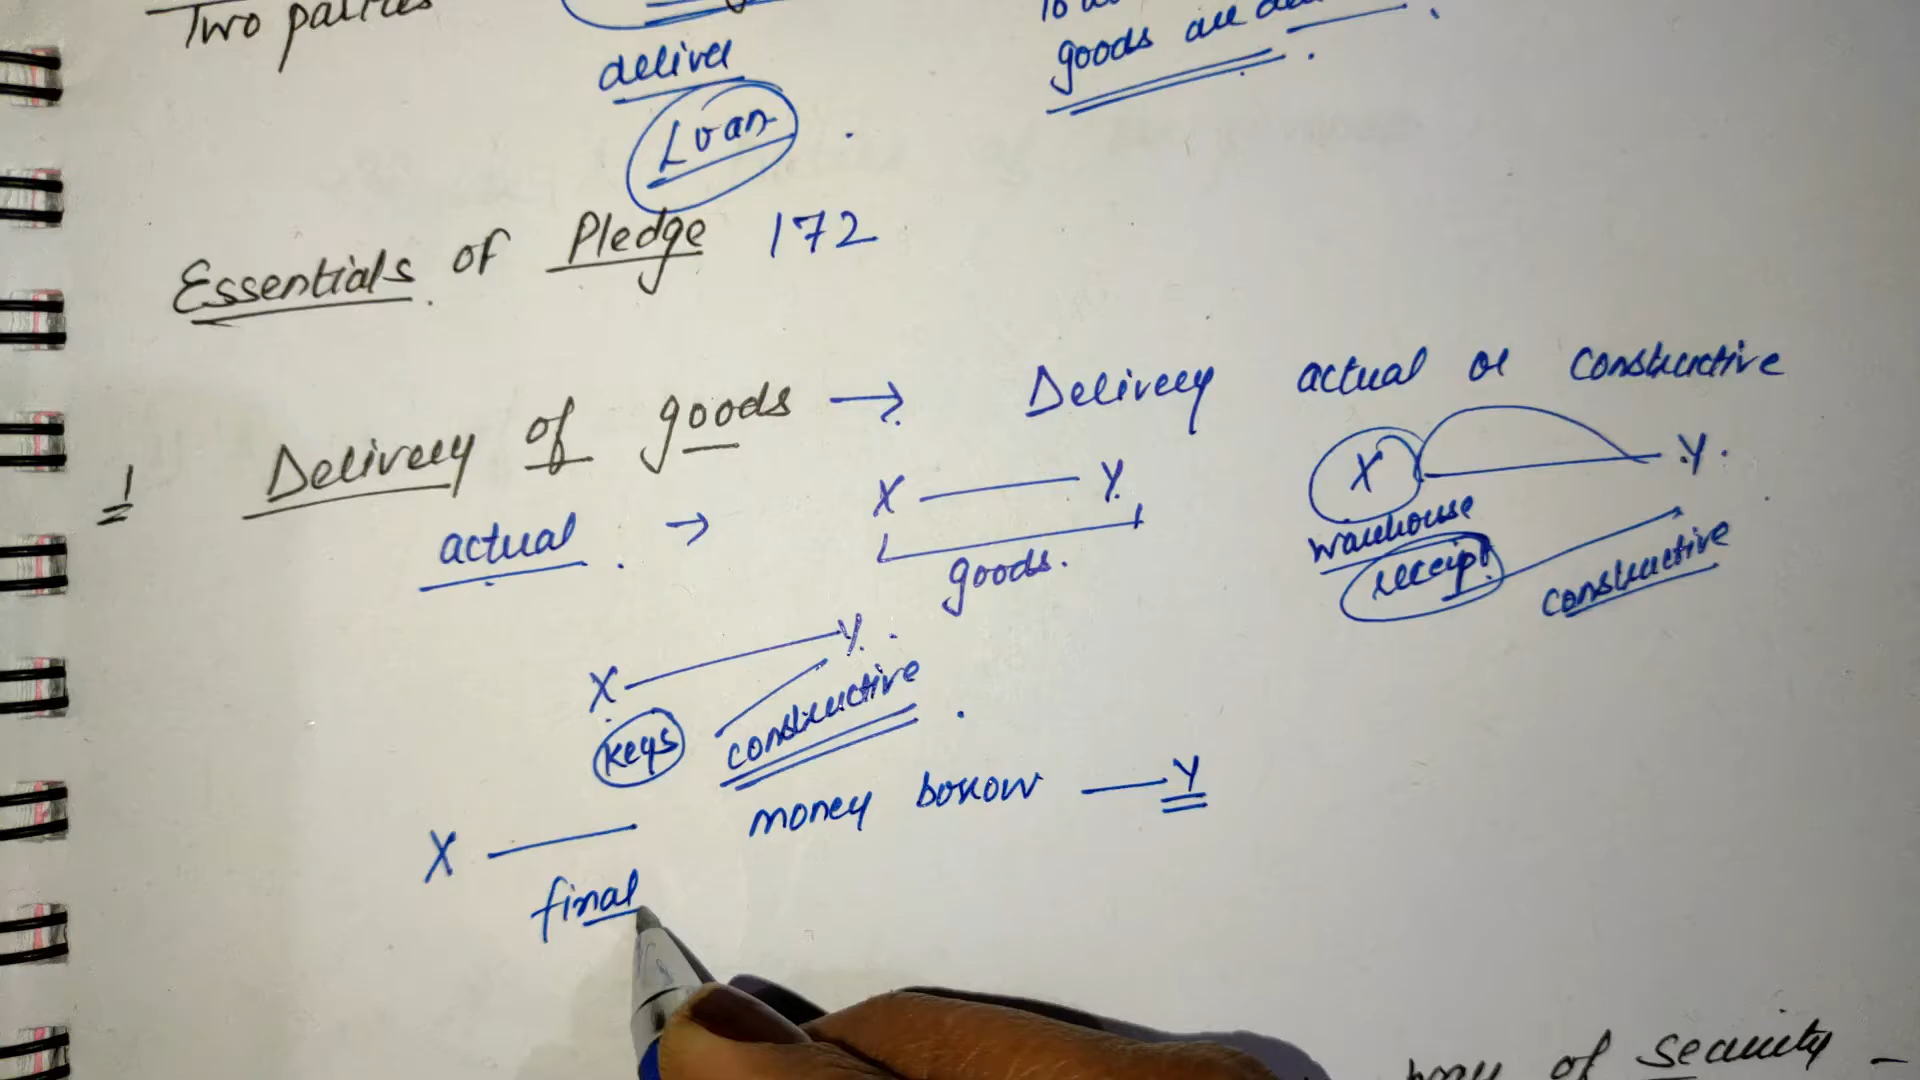 Two parties
deliver
goods are
Loan
Essentials of Pledge 172
1 Delivery of goods → Delivery actual or constructive
actual → X Y goods.
X Y.
warehouse
receipt
constructive
X Y.
keys constructive
X money borrow Y
final
of security -